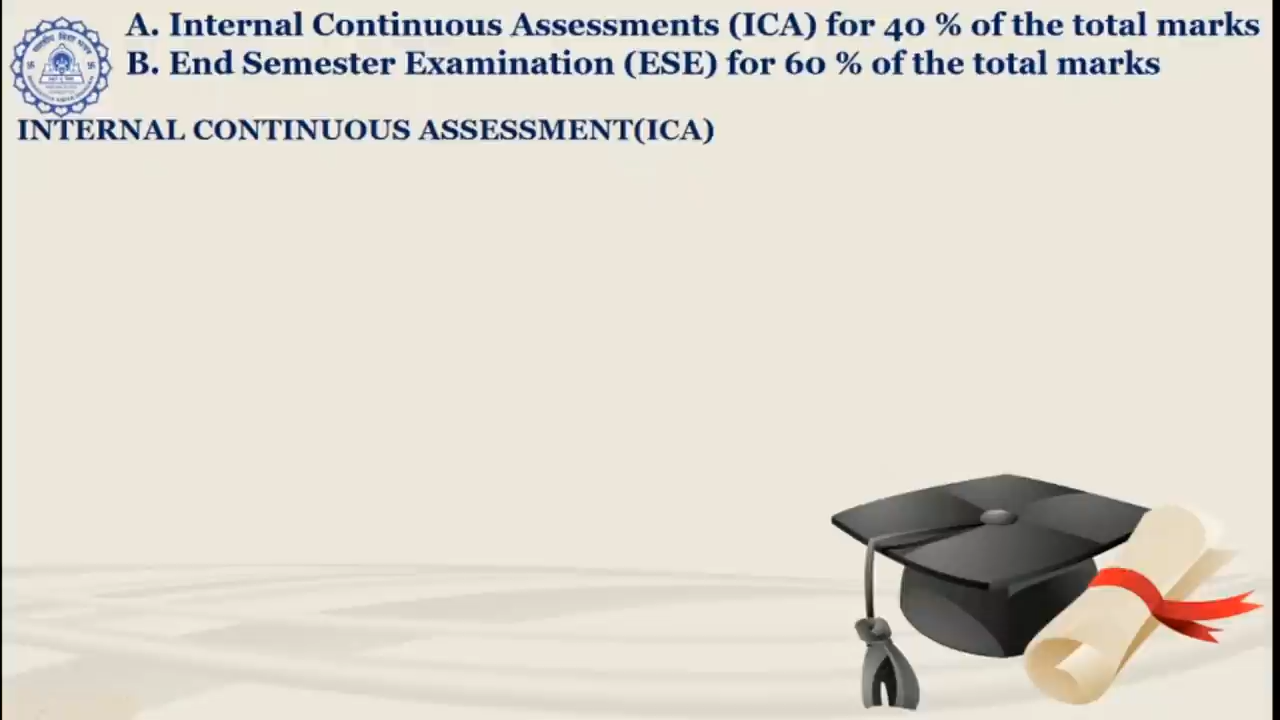 A. Internal Continuous Assessments (ICA) for 40 % of the total marks
B. End Semester Examination (ESE) for 60 % of the total marks
INTERNAL CONTINUOUS ASSESSMENT(ICA)